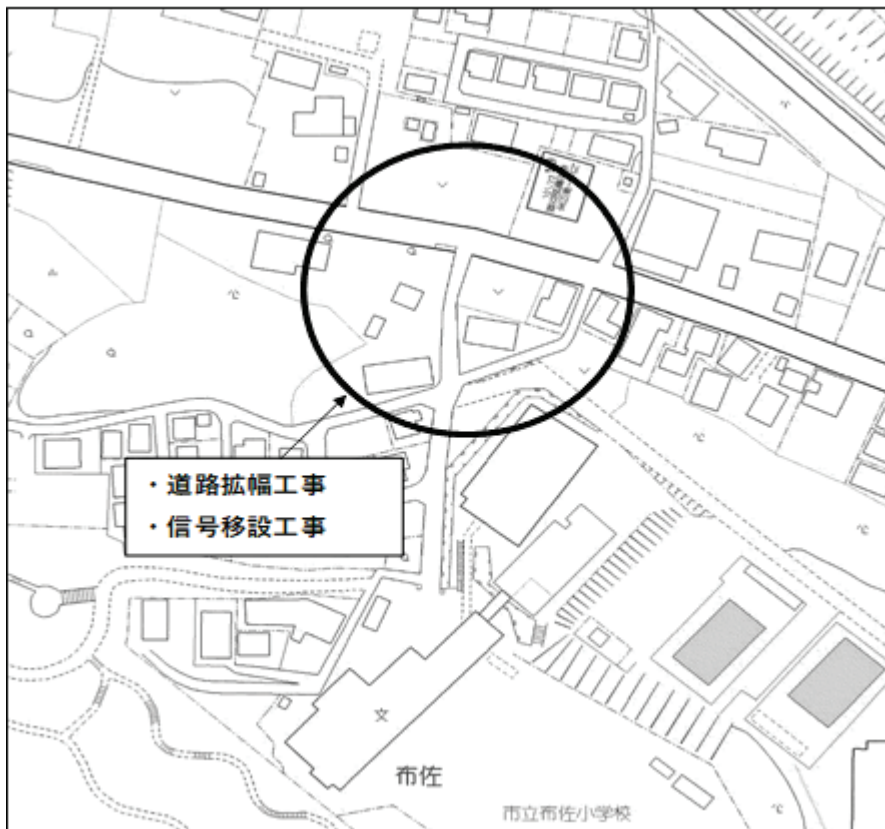 ・道路拡幅工事
・信号移設工事
文
布佐
市立布佐小学校